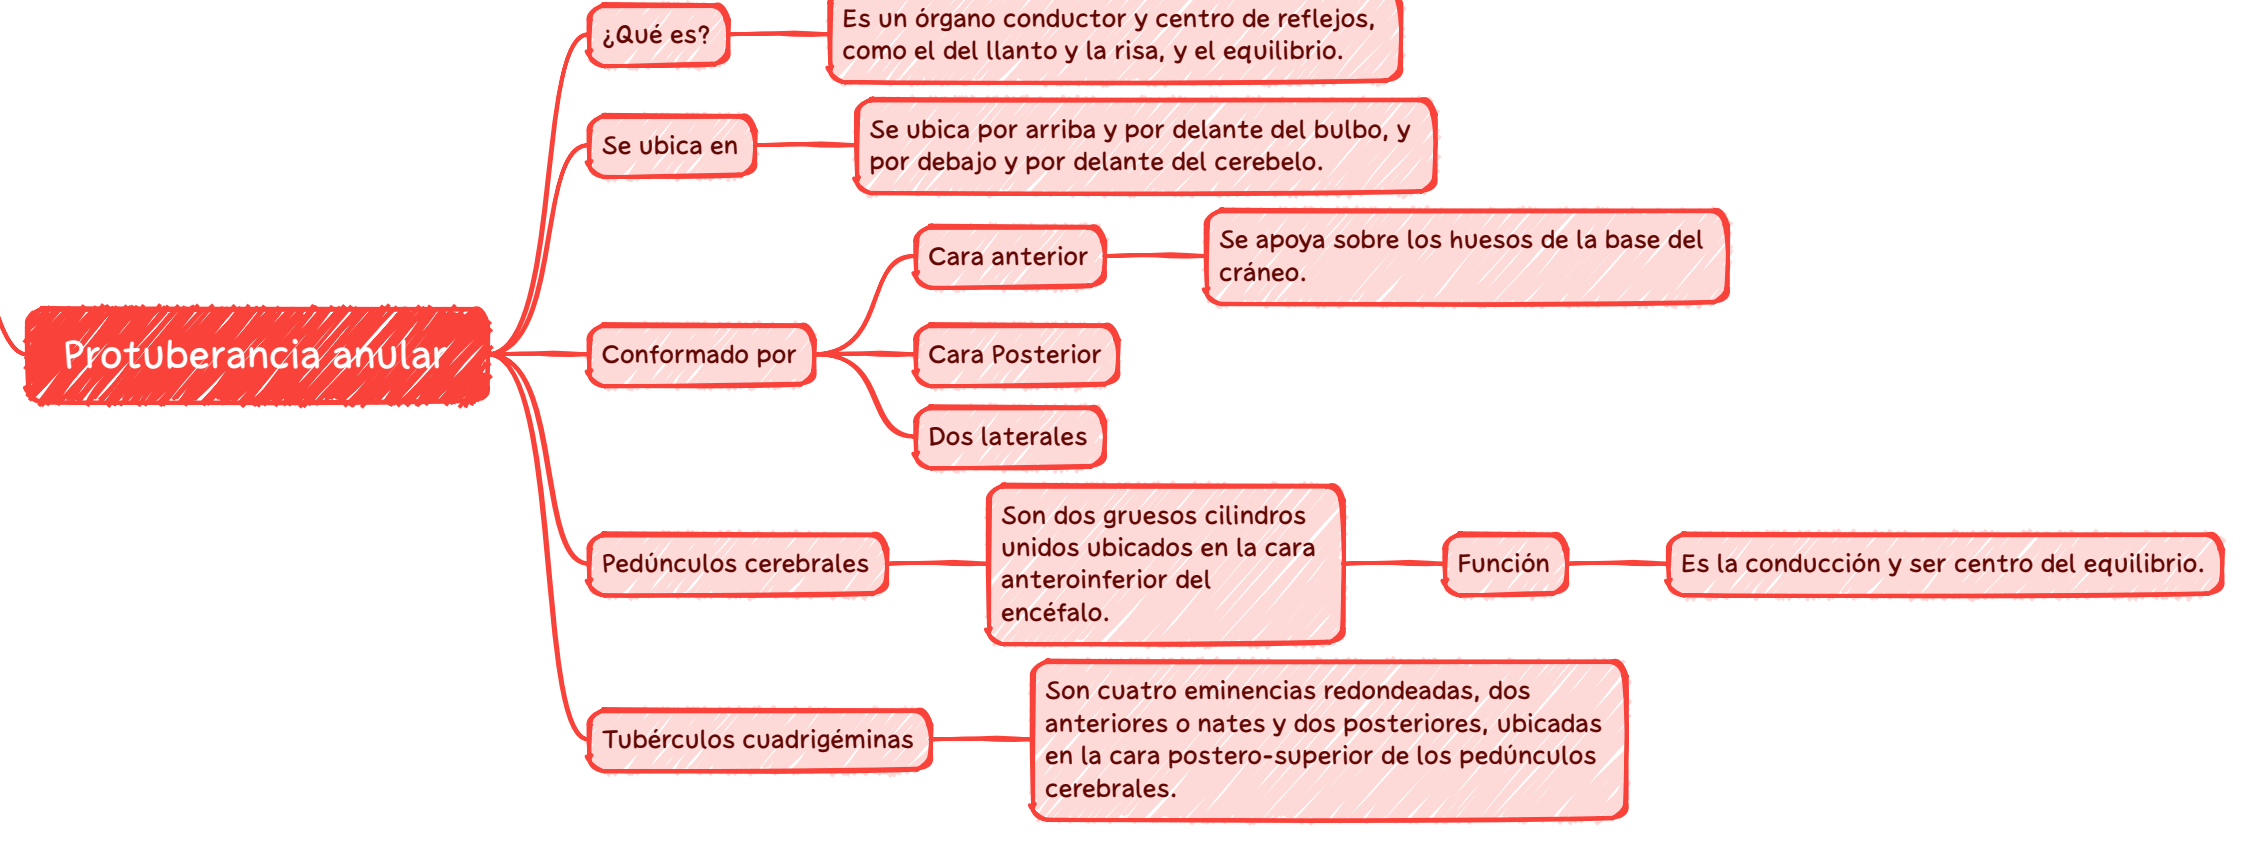 ¿Qué es?
Es un órgano conductor y centro de reflejos,
como el del llanto y la risa, y el equilibrio.
Se ubica en
Se ubica por arriba y por delante del bulbo, y
por debajo y por delante del cerebelo.
Protuberancia anular
Conformado por
Cara anterior
Se apoya sobre los huesos de la base del
cráneo.
Cara Posterior
Dos laterales
Pedúnculos cerebrales
Son dos gruesos cilindros
unidos ubicados en la cara
anteroinferior del
encéfalo.
Función
Es la conducción y ser centro del equilibrio.
Tubérculos cuadrigéminas
Son cuatro eminencias redondeadas, dos
anteriores o nates y dos posteriores, ubicadas
en la cara postero-superior de los pedúnculos
cerebrales.